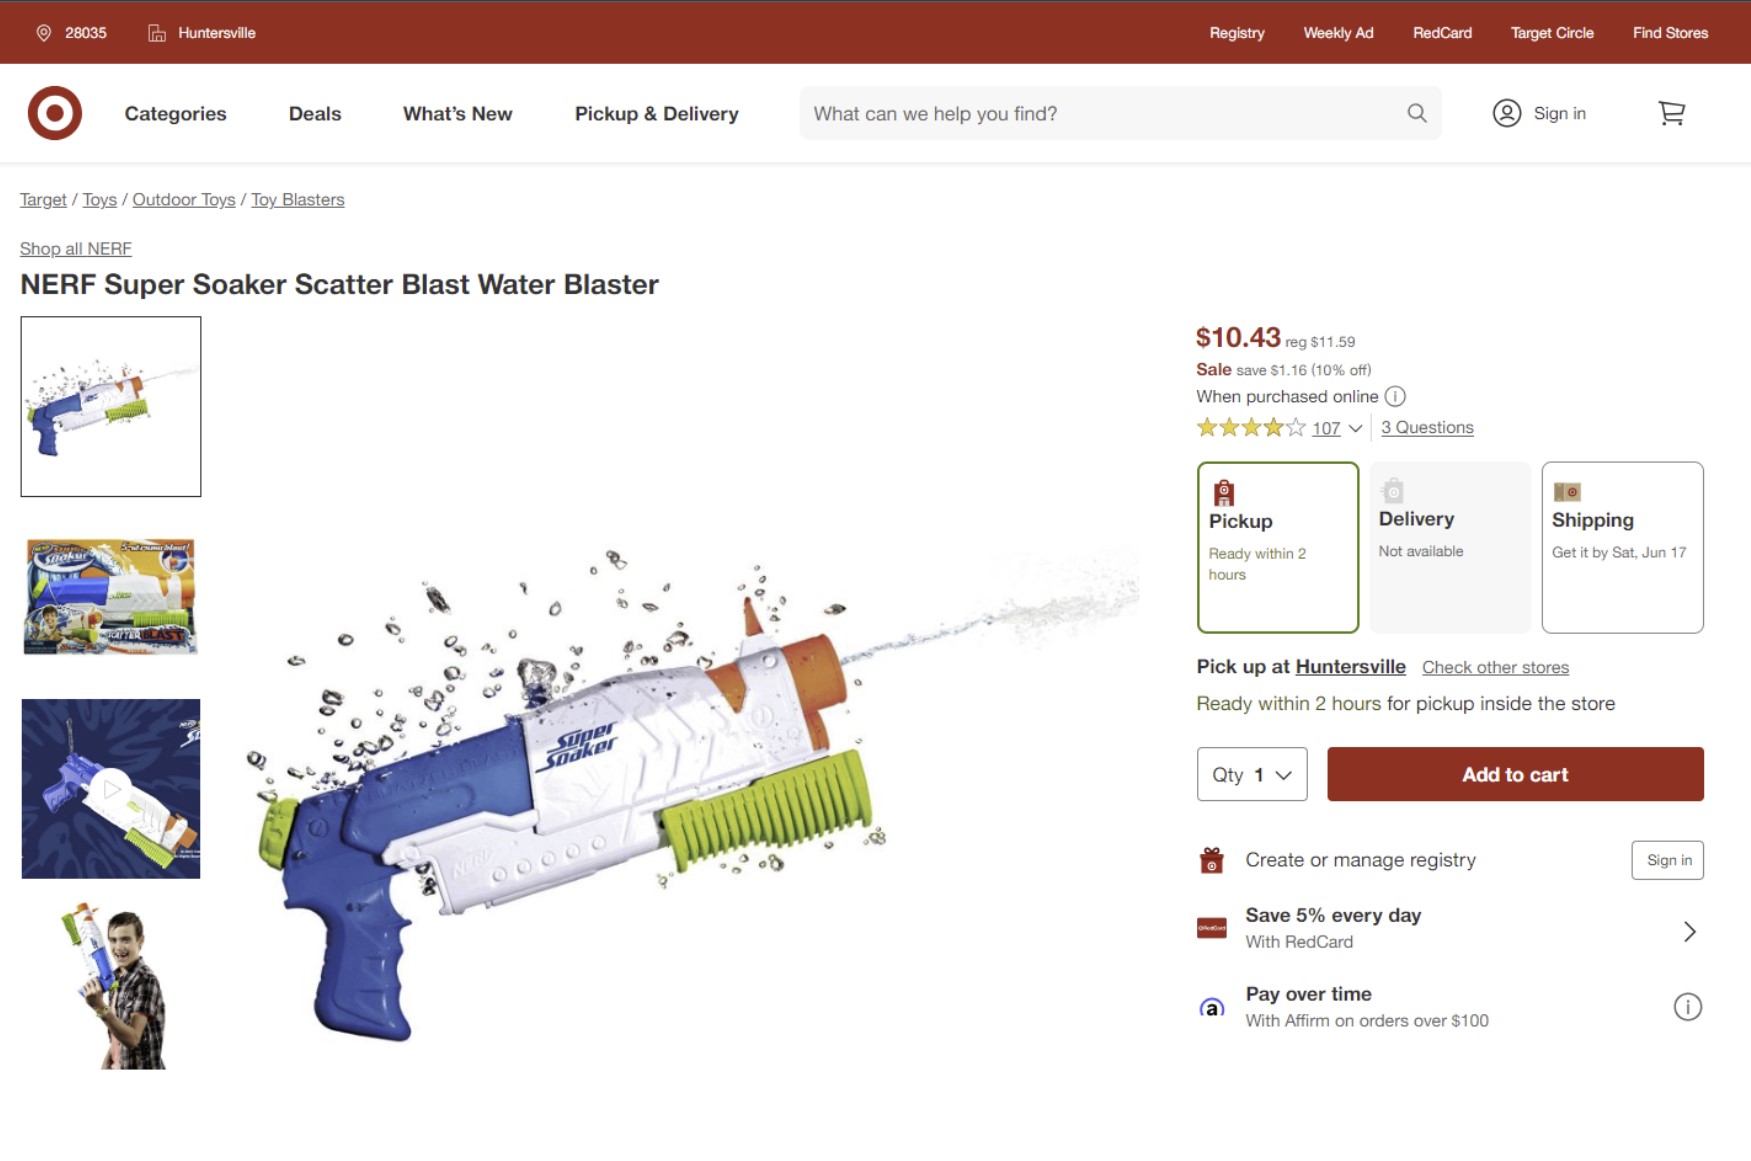 28035 Huntersville Registry Weekly Ad RedCard Target Circle Find Stores
Categories Deals What's New Pickup & Delivery What can we help you find? Sign in
Target / Toys / Outdoor Toys / Toy Blasters
Shop all NERF
NERF Super Soaker Scatter Blast Water Blaster
$10.43 reg $11.59
Sale save $1.16 (10% off)
When purchased online
107 3 Questions
Pickup
Ready within 2
hours
Delivery
Not available
Shipping
Get it by Sat, Jun 17
Pick up at Huntersville Check other stores
Ready within 2 hours for pickup inside the store
Qty 1 Add to cart
Create or manage registry Sign in
Save 5% every day
With RedCard
Pay over time
With Affirm on orders over $100
Super
Soaker
NERF
Super
Soaker
SCATTER BLAST